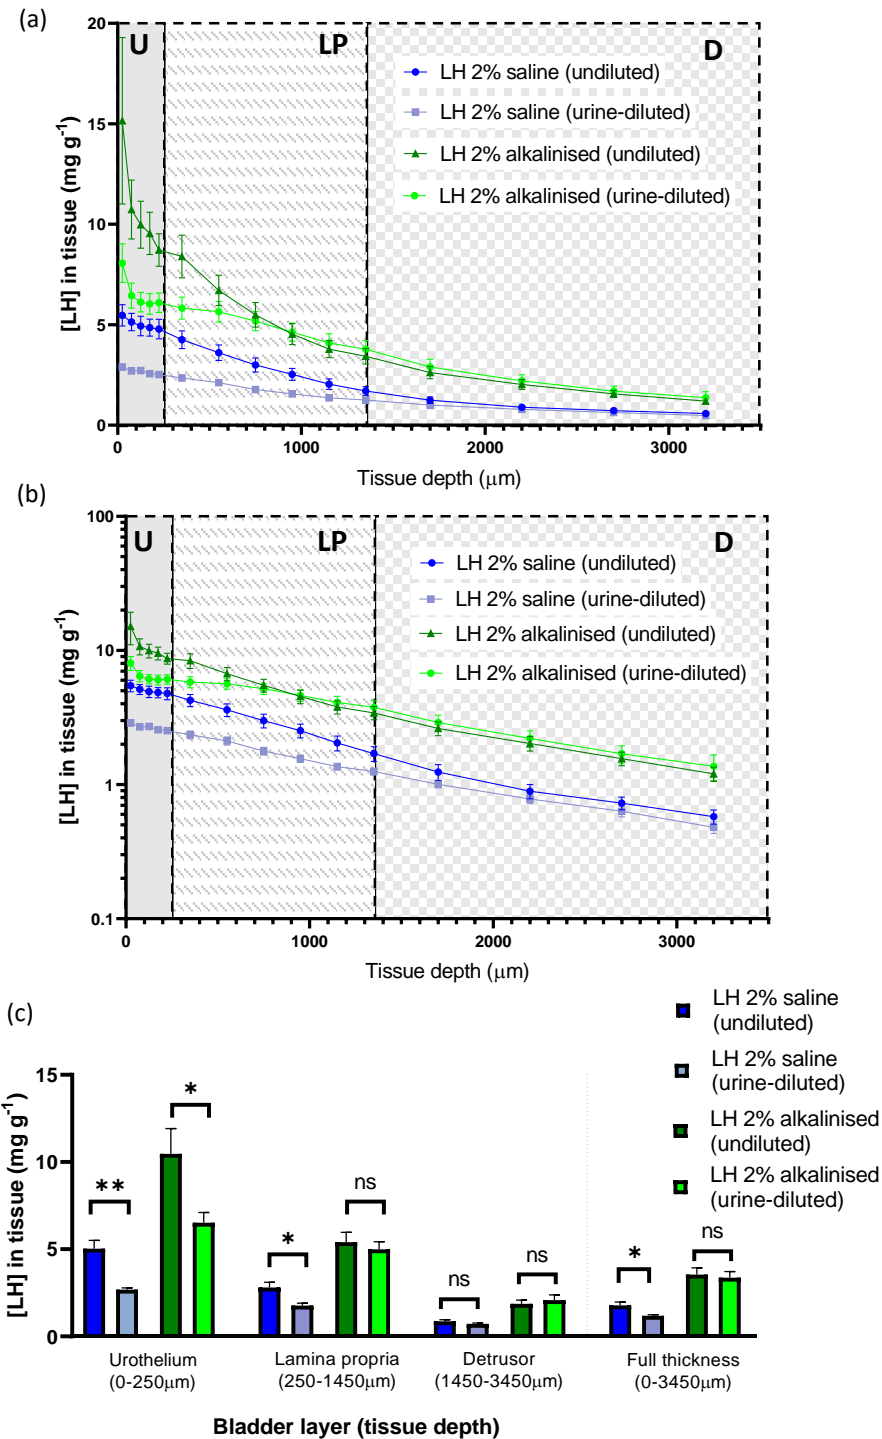 (a)
20
15
10
5
0
[LH] in tissue (mg g⁻¹)
U
LP
D
LH 2% saline (undiluted)
LH 2% saline (urine-diluted)
LH 2% alkalinised (undiluted)
LH 2% alkalinised (urine-diluted)
0 1000 2000 3000
Tissue depth (μm)
(b)
100
10
1
0.1
[LH] in tissue (mg g⁻¹)
U
LP
D
LH 2% saline (undiluted)
LH 2% saline (urine-diluted)
LH 2% alkalinised (undiluted)
LH 2% alkalinised (urine-diluted)
0 1000 2000 3000
Tissue depth (μm)
(c)
LH 2% saline
(undiluted)
LH 2% saline
(urine-diluted)
LH 2% alkalinised
(undiluted)
LH 2% alkalinised
(urine-diluted)
15
10
5
0
[LH] in tissue (mg g⁻¹)
**
*
*
ns
ns
ns
*
ns
Urothelium
(0-250μm)
Lamina propria
(250-1450μm)
Detrusor
(1450-3450μm)
Full thickness
(0-3450μm)
Bladder layer (tissue depth)